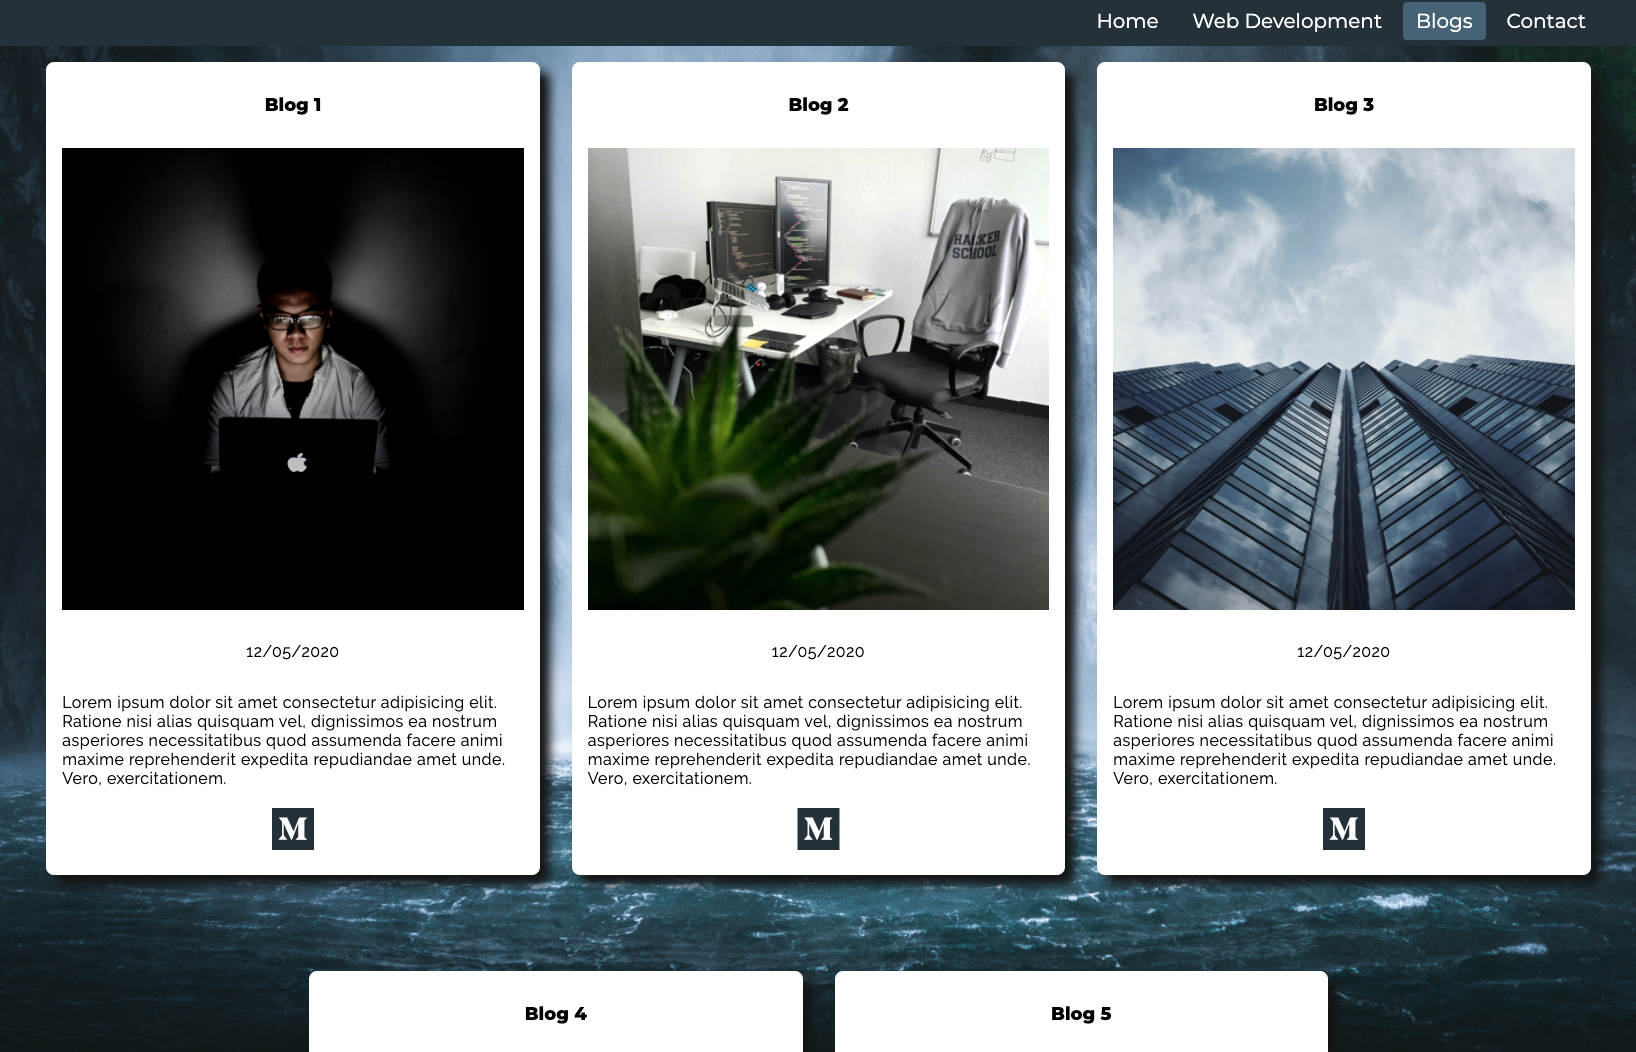 Home Web Development Blogs Contact
Blog 1
HACKER
SCHOOL
12/05/2020
Lorem ipsum dolor sit amet consectetur adipisicing elit.
Ratione nisi alias quisquam vel, dignissimos ea nostrum
asperiores necessitatibus quod assumenda facere animi
maxime reprehenderit expedita repudiandae amet unde.
Vero, exercitationem.
M
Blog 2
12/05/2020
Lorem ipsum dolor sit amet consectetur adipisicing elit.
Ratione nisi alias quisquam vel, dignissimos ea nostrum
asperiores necessitatibus quod assumenda facere animi
maxime reprehenderit expedita repudiandae amet unde.
Vero, exercitationem.
M
Blog 3
12/05/2020
Lorem ipsum dolor sit amet consectetur adipisicing elit.
Ratione nisi alias quisquam vel, dignissimos ea nostrum
asperiores necessitatibus quod assumenda facere animi
maxime reprehenderit expedita repudiandae amet unde.
Vero, exercitationem.
M
Blog 4
Blog 5